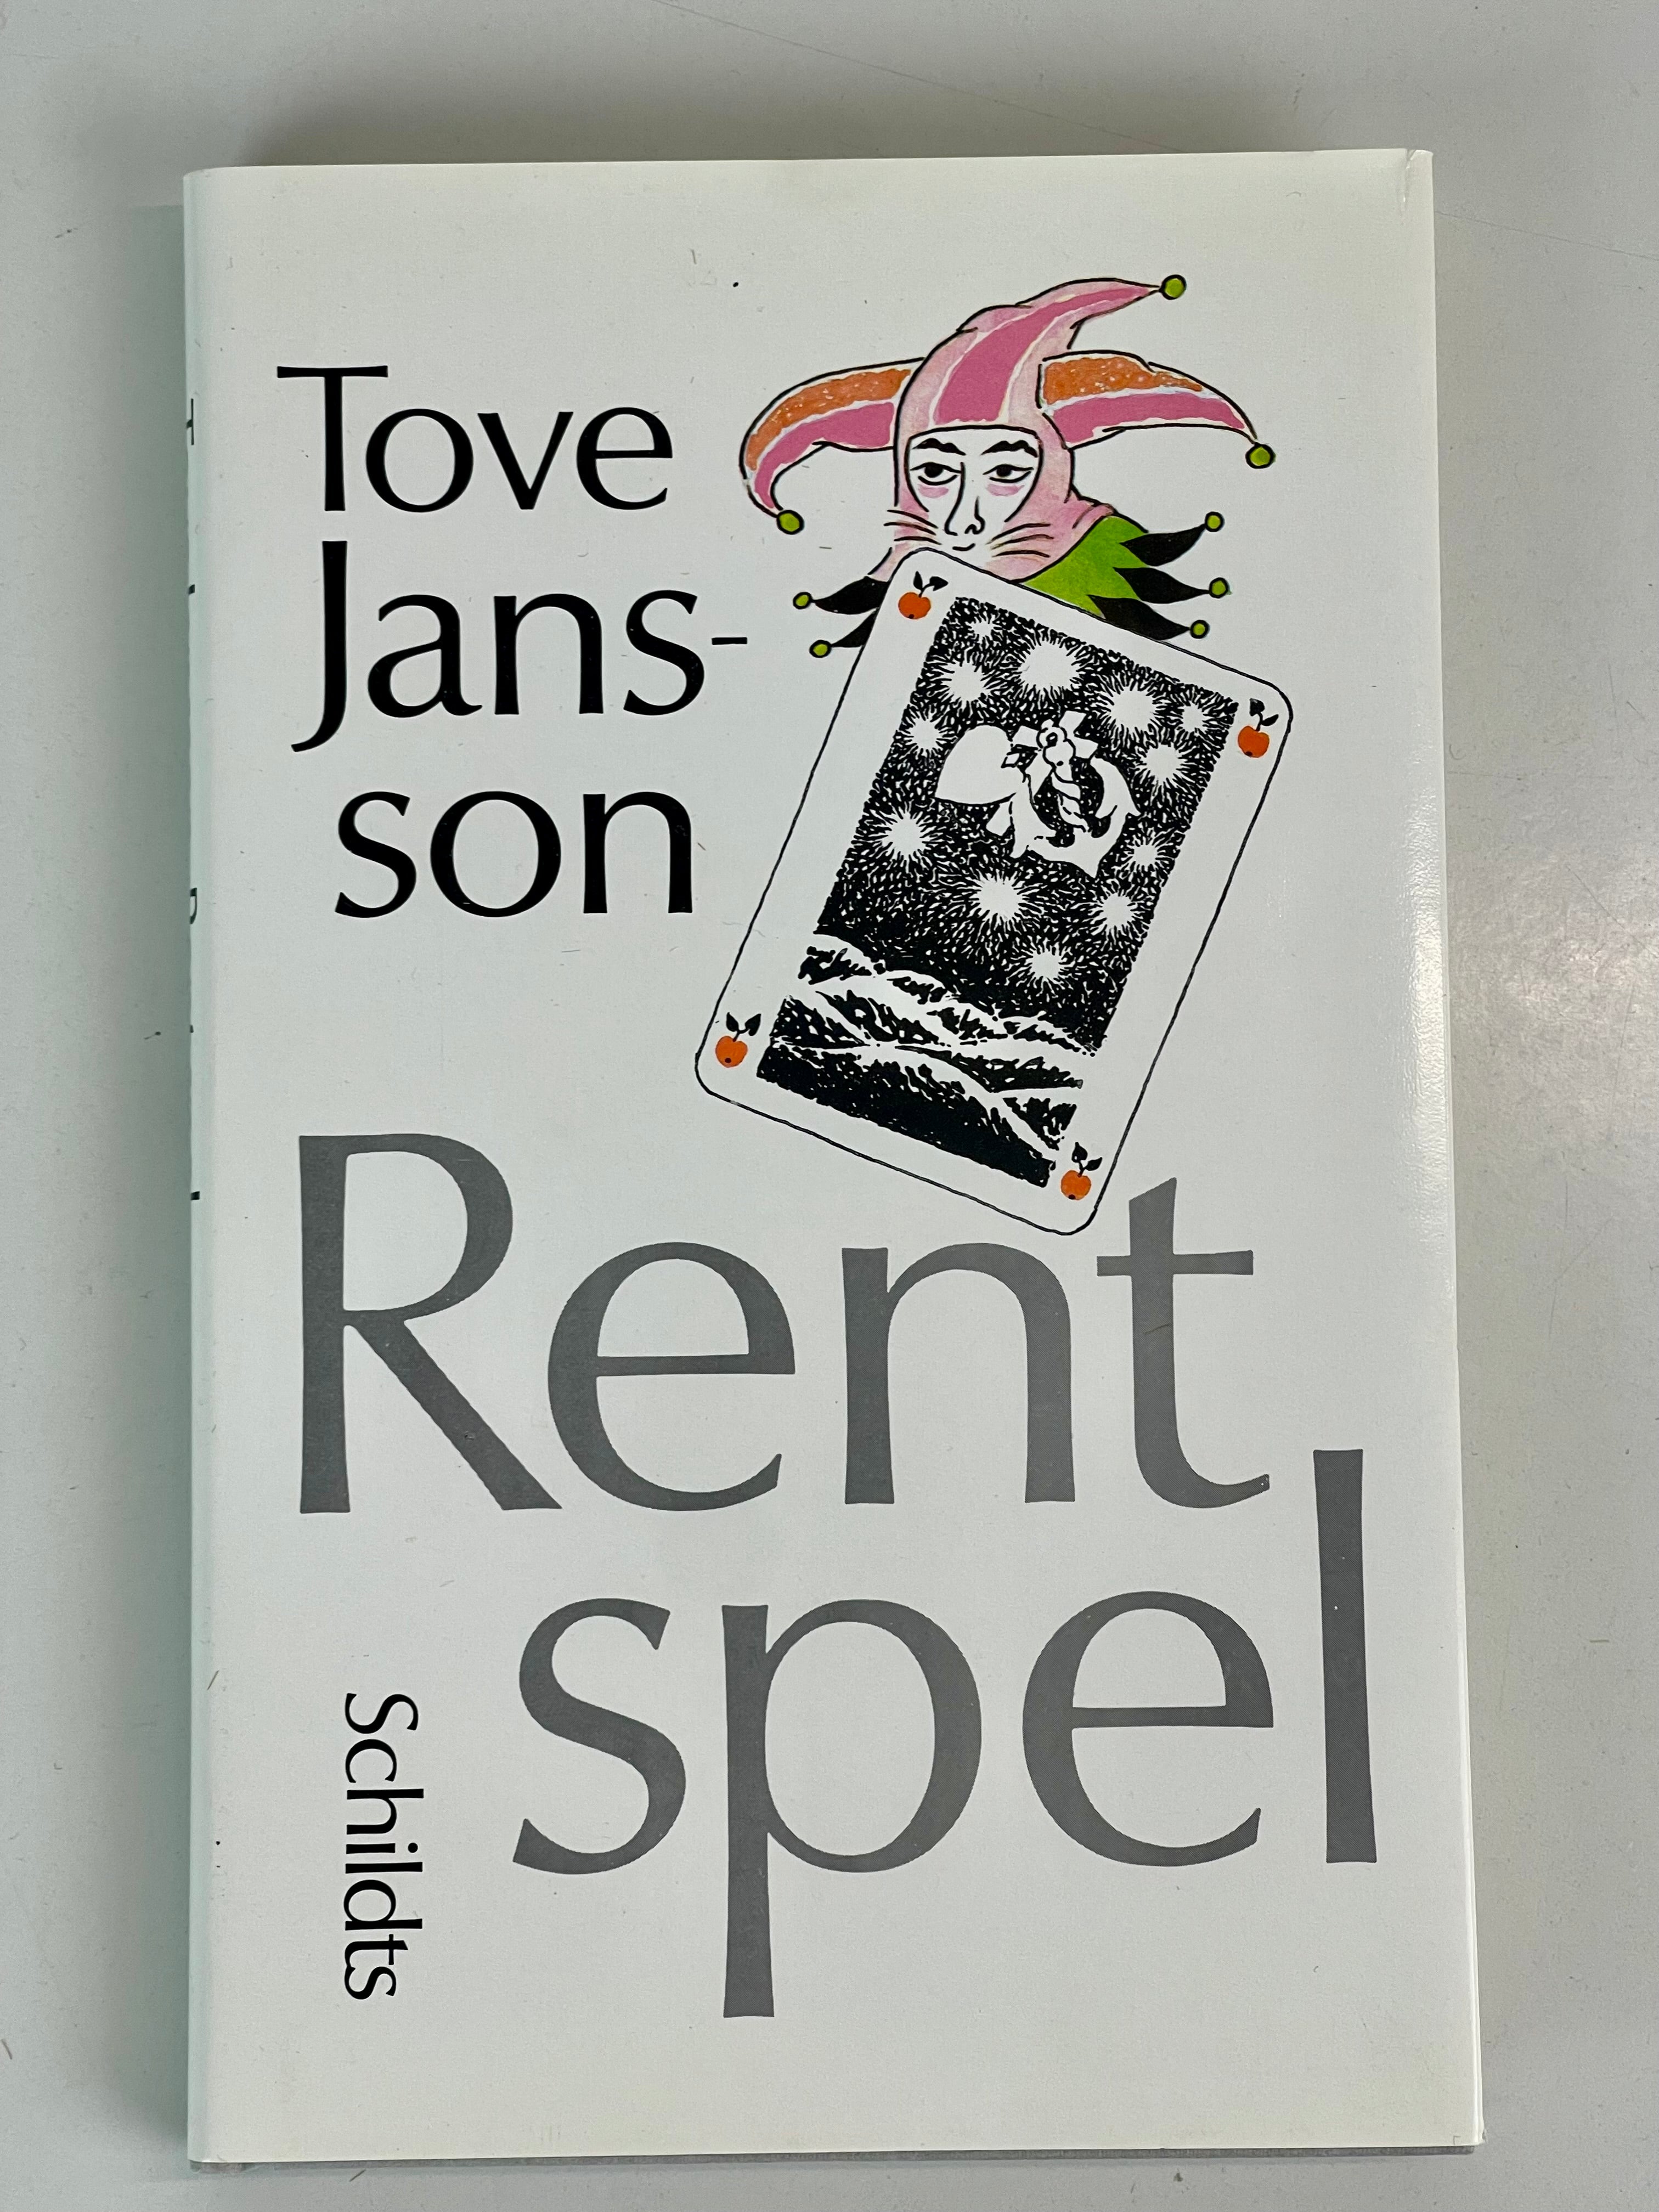 Tove
Jans-
son
Rent
spel
Schildts